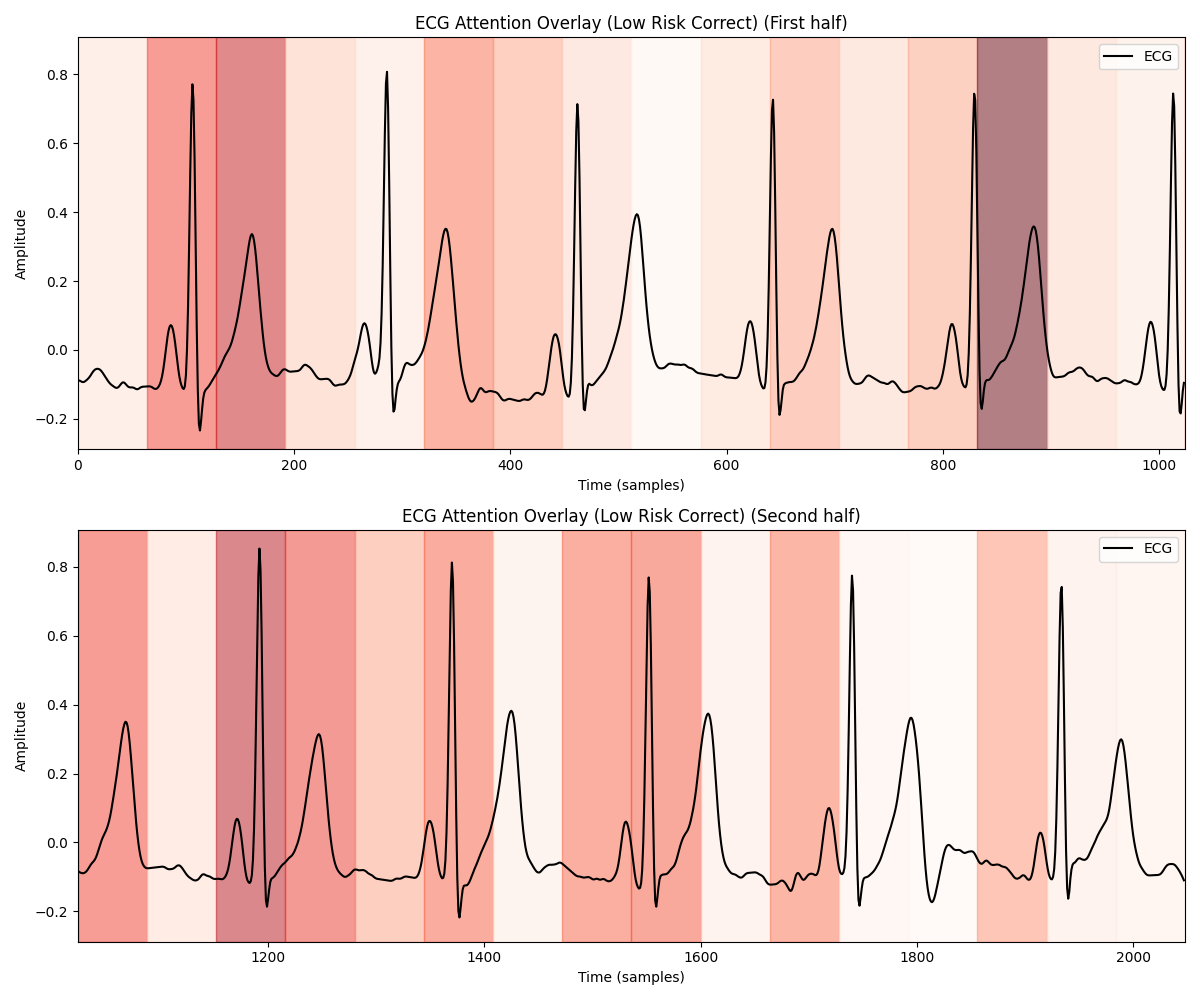 ECG Attention Overlay (Low Risk Correct) (First half)
ECG
Amplitude
0.8
0.6
0.4
0.2
0.0
−0.2
0 200 400 600 800 1000
Time (samples)
ECG Attention Overlay (Low Risk Correct) (Second half)
ECG
Amplitude
0.8
0.6
0.4
0.2
0.0
−0.2
1200 1400 1600 1800 2000
Time (samples)